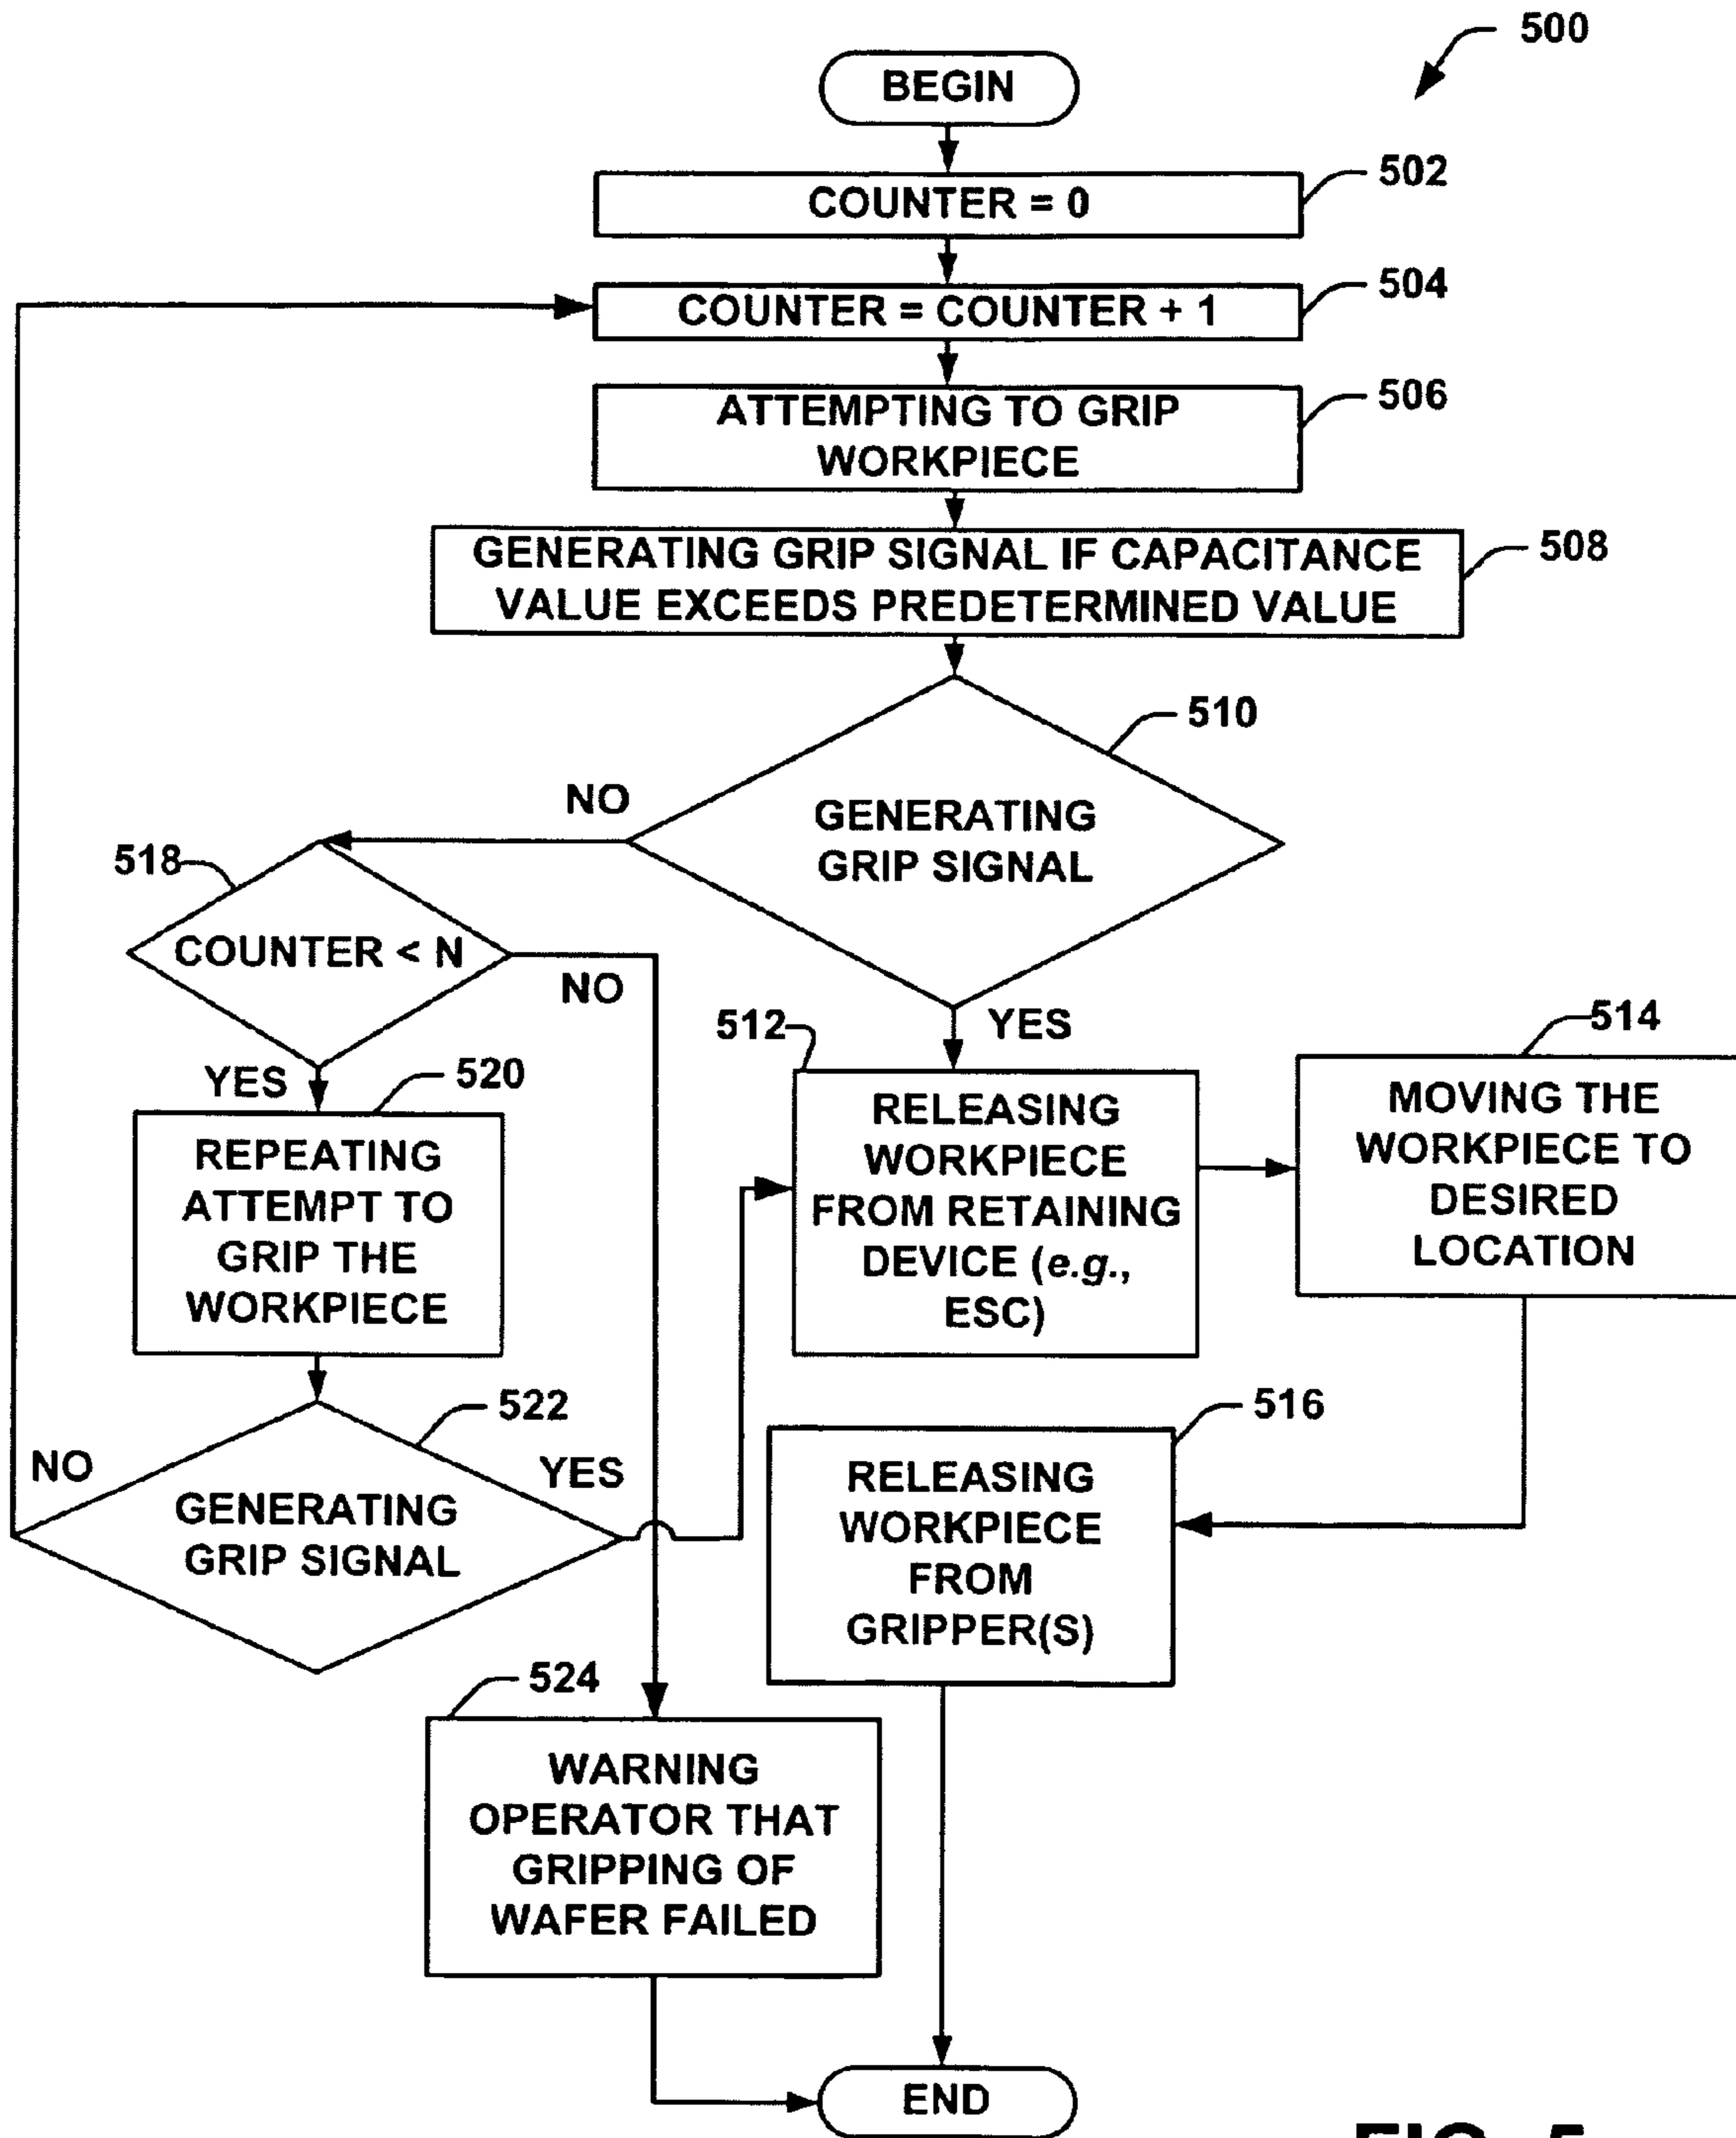 500
BEGIN
502
COUNTER = 0
504
COUNTER = COUNTER + 1
506
ATTEMPTING TO GRIP
WORKPIECE
508
GENERATING GRIP SIGNAL IF CAPACITANCE
VALUE EXCEEDS PREDETERMINED VALUE
510
GENERATING
GRIP SIGNAL
NO
YES
518
COUNTER < N
NO
YES
520
REPEATING
ATTEMPT TO
GRIP THE
WORKPIECE
512
RELEASING
WORKPIECE
FROM RETAINING
DEVICE (e.g.,
ESC)
514
MOVING THE
WORKPIECE TO
DESIRED
LOCATION
522
GENERATING
GRIP SIGNAL
NO
YES
516
RELEASING
WORKPIECE
FROM
GRIPPER(S)
524
WARNING
OPERATOR THAT
GRIPPING OF
WAFER FAILED
END